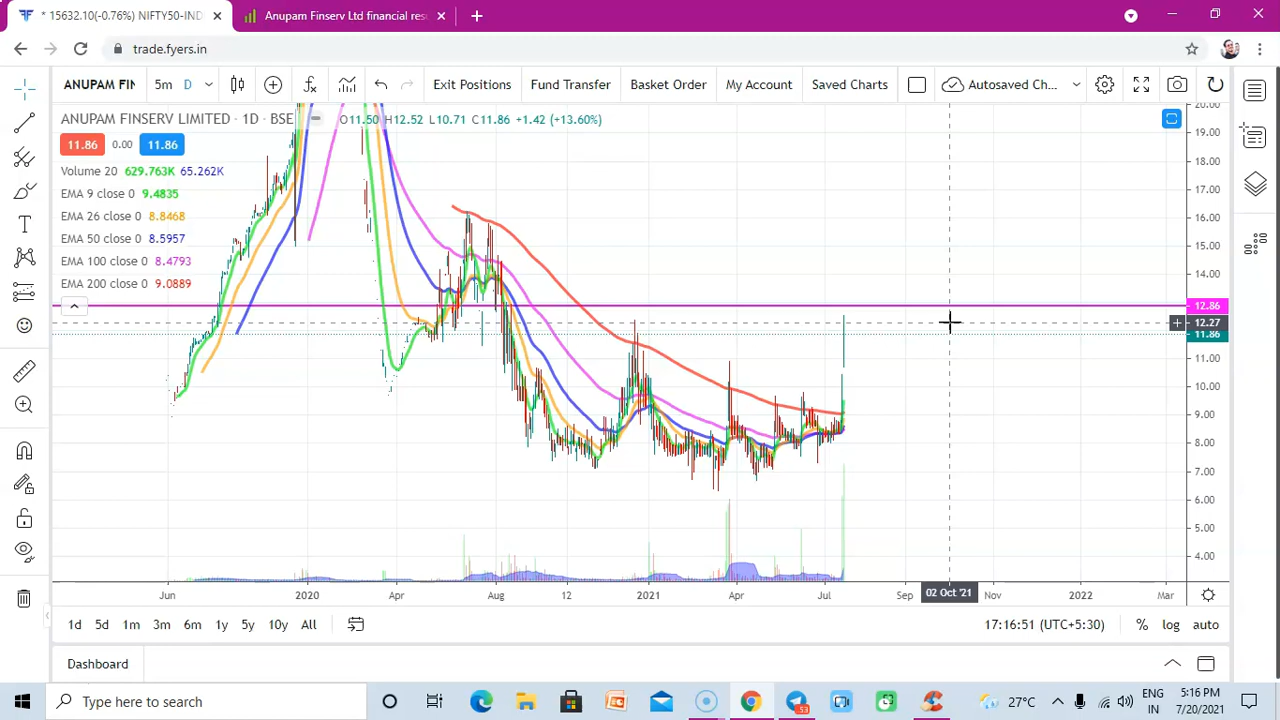 * 15632.10(-0.76%) NIFTY50-IND
Anupam Finserv Ltd financial res
trade.fyers.in
ANUPAM FIN 5m D Exit Positions Fund Transfer Basket Order My Account Saved Charts Autosaved Ch...
ANUPAM FINSERV LIMITED · 1D · BSE O11.50 H12.52 L10.71 C11.86 +1.42 (+13.60%)
11.86 0.00 11.86
Volume 20 629.763K 65.262K
EMA 9 close 0 9.4835
EMA 26 close 0 8.8468
EMA 50 close 0 8.5957
EMA 100 close 0 8.4793
EMA 200 close 0 9.0889
20.00
19.00
18.00
17.00
16.00
15.00
14.00
12.86
12.27
11.86
11.00
10.00
9.00
8.00
7.00
6.00
5.00
4.00
Jun 2020 Apr Aug 12 2021 Apr Jul Sep 02 Oct '21 Nov 2022 Mar
1d 5d 1m 3m 6m 1y 5y 10y All 17:16:51 (UTC+5:30) % log auto
Dashboard
Type here to search
53
27°C
ENG
IN
5:16 PM
7/20/2021